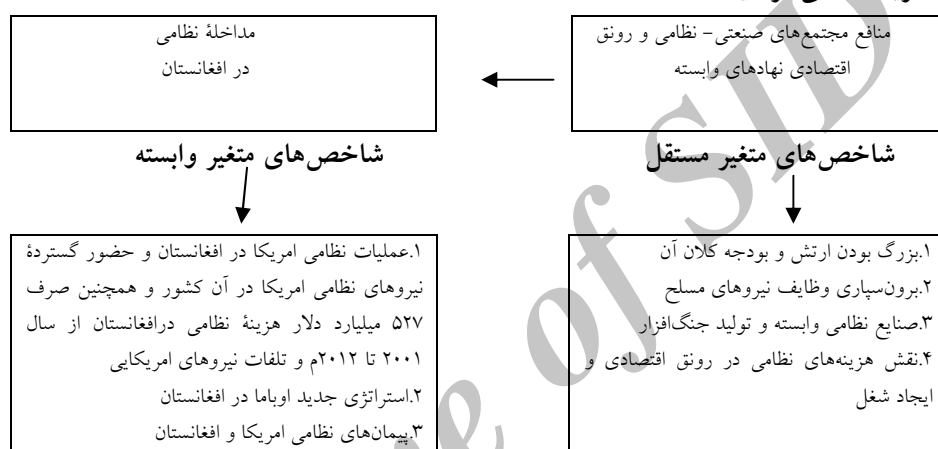 منافع مجتمع‌های صنعتی- نظامی و رونق
اقتصادی نهادهای وابسته
مداخلهٔ نظامی
در افغانستان
شاخص‌های متغیر مستقل
شاخص‌های متغیر وابسته
۱.بزرگ بودن ارتش و بودجه کلان آن
۲.برون‌سپاری وظایف نیروهای مسلح
۳.صنایع نظامی وابسته و تولید جنگ‌افزار
۴.نقش هزینه‌های نظامی در رونق اقتصادی و
ایجاد شغل
۱.عملیات نظامی امریکا در افغانستان و حضور گستردهٔ
نیروهای نظامی امریکا در آن کشور و همچنین صرف
۵۲۷ میلیارد دلار هزینهٔ نظامی درافغانستان از سال
۲۰۰۱ تا ۲۰۱۲م و تلفات نیروهای امریکایی
۲.استراتژی جدید اوباما در افغانستان
۳.پیمان‌های نظامی امریکا و افغانستان
of SID